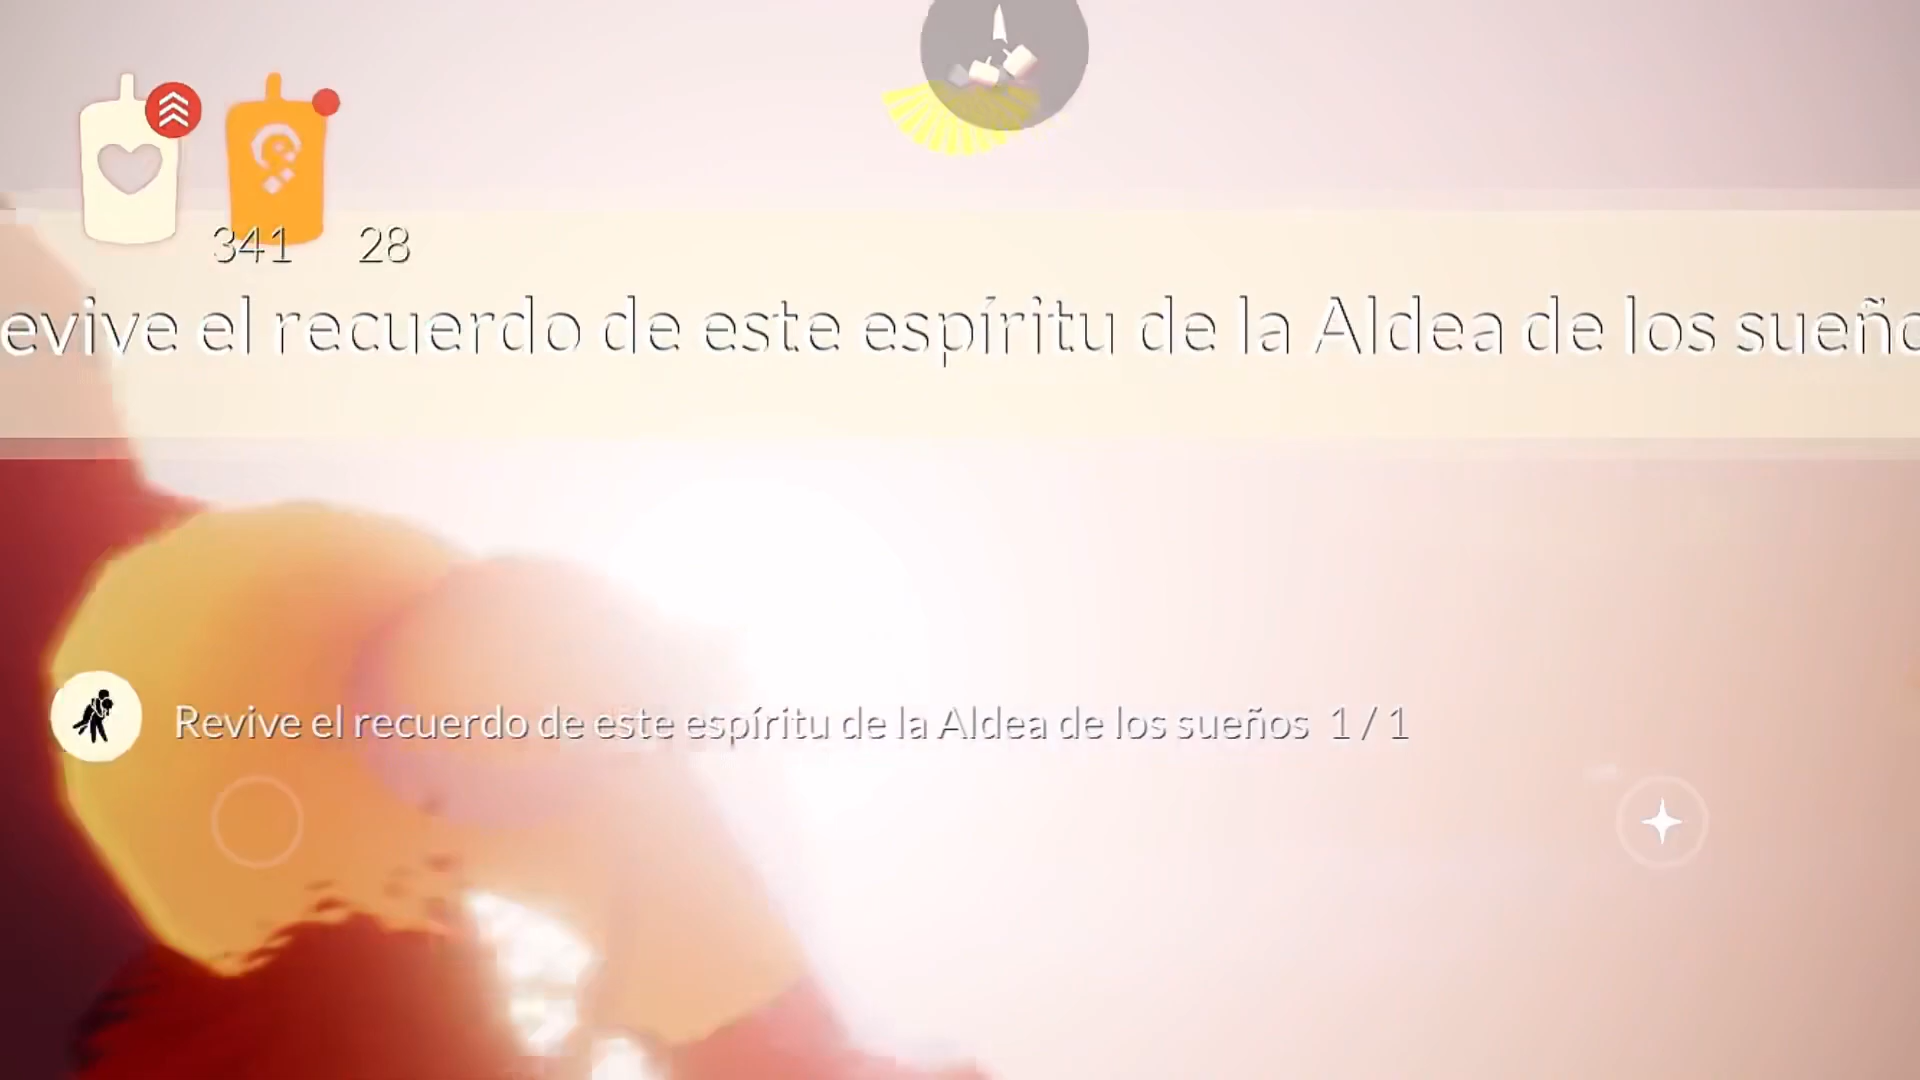 341 28
evive el recuerdo de este espíritu de la Aldea de los sueño
Revive el recuerdo de este espíritu de la Aldea de los sueños 1 / 1